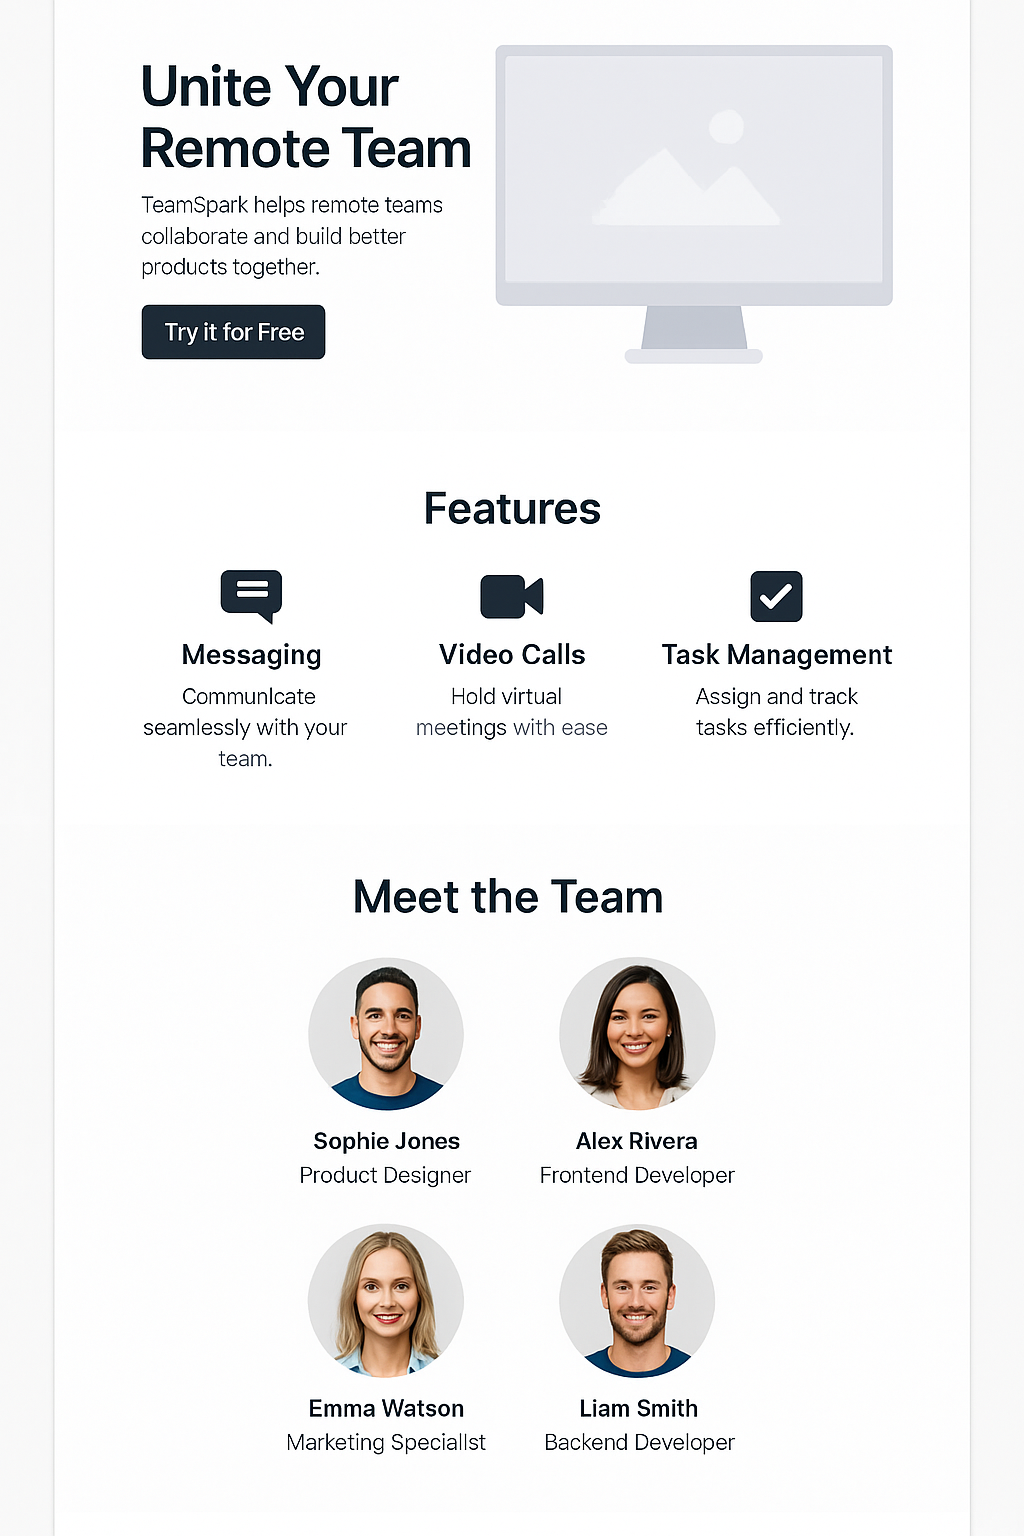 Unite Your
Remote Team
TeamSpark helps remote teams
collaborate and build better
products together.
Try it for Free
Features
Messaging
Communlcate
seamlessly with your
team.
Video Calls
Hold virtual
meetings with ease
Task Management
Assign and track
tasks efficiently.
Meet the Team
Sophie Jones
Product Designer
Alex Rivera
Frontend Developer
Emma Watson
Marketing Speciallst
Liam Smith
Backend Developer